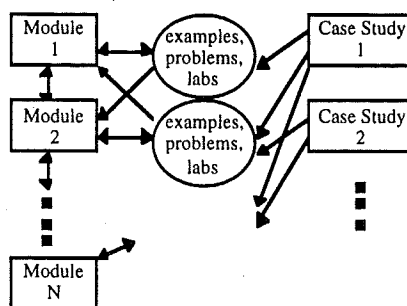 Module
1
examples,
problems,
labs
Case Study
1
Module
2
examples,
problems,
labs
Case Study
2
Module
N